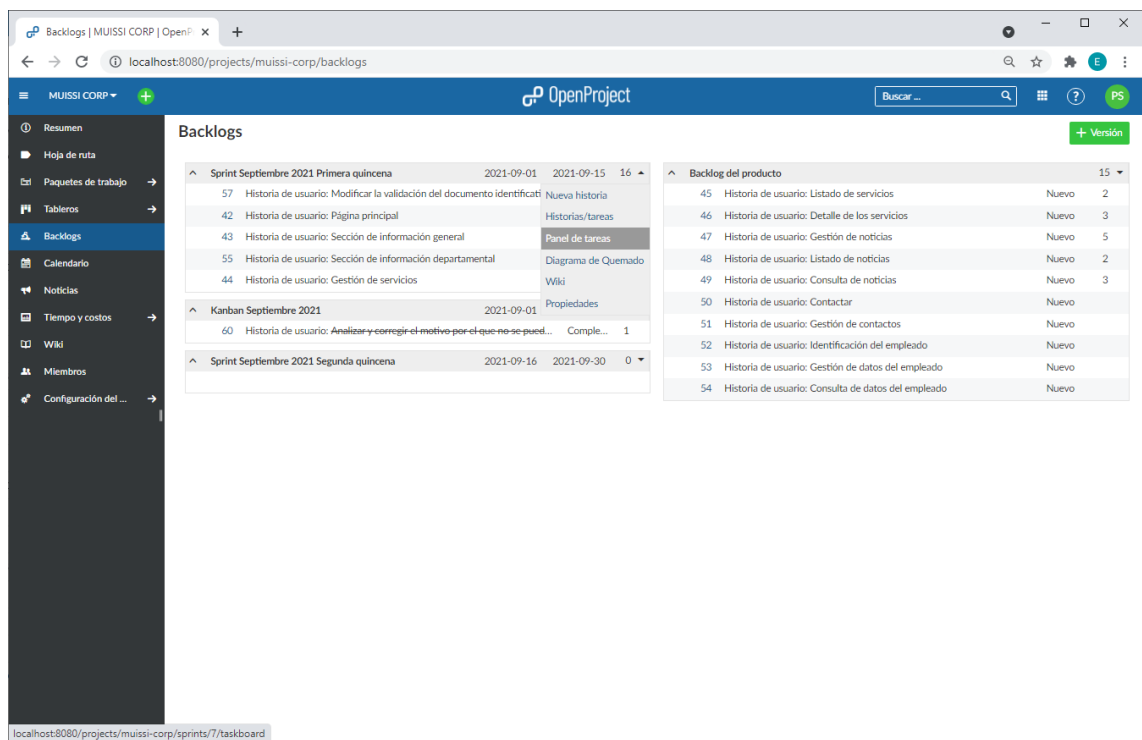 Backlogs | MUISSI CORP | OpenP
localhost:8080/projects/muissi-corp/backlogs
E
MUISSI CORP
OpenProject
Buscar ...
?
PS
Resumen
Hoja de ruta
Paquetes de trabajo
Tableros
Backlogs
Calendario
Noticias
Tiempo y costos
Wiki
Miembros
Configuración del ...
Backlogs
+ Versión
Sprint Septiembre 2021 Primera quincena 2021-09-01 2021-09-15 16
57 Historia de usuario: Modificar la validación del documento identificati
42 Historia de usuario: Página principal
43 Historia de usuario: Sección de información general
55 Historia de usuario: Sección de información departamental
44 Historia de usuario: Gestión de servicios
Nueva historia
Historias/tareas
Panel de tareas
Diagrama de Quemado
Wiki
Propiedades
Kanban Septiembre 2021 2021-09-01
60 Historia de usuario: Analizar y corregir el motivo por el que no se pued... Comple... 1
Sprint Septiembre 2021 Segunda quincena 2021-09-16 2021-09-30 0
Backlog del producto 15
45 Historia de usuario: Listado de servicios Nuevo 2
46 Historia de usuario: Detalle de los servicios Nuevo 3
47 Historia de usuario: Gestión de noticias Nuevo 5
48 Historia de usuario: Listado de noticias Nuevo 2
49 Historia de usuario: Consulta de noticias Nuevo 3
50 Historia de usuario: Contactar Nuevo
51 Historia de usuario: Gestión de contactos Nuevo
52 Historia de usuario: Identificación del empleado Nuevo
53 Historia de usuario: Gestión de datos del empleado Nuevo
54 Historia de usuario: Consulta de datos del empleado Nuevo
localhost:8080/projects/muissi-corp/sprints/7/taskboard